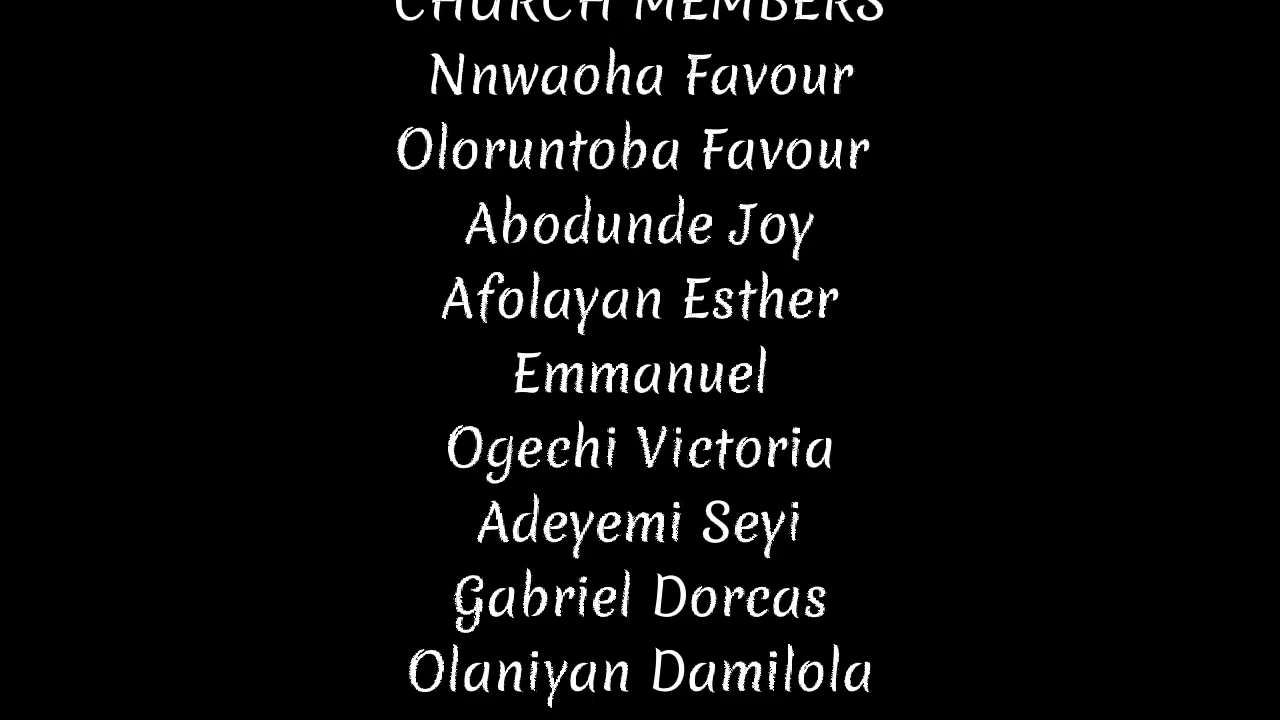 CHURCH MEMBERS
Nnwaoha Favour
Oloruntoba Favour
Abodunde Joy
Afolayan Esther
Emmanuel
Ogechi Victoria
Adeyemi Seyi
Gabriel Dorcas
Olaniyan Damilola